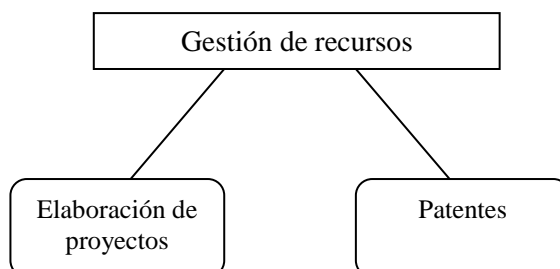 Gestión de recursos
Elaboración de
proyectos
Patentes